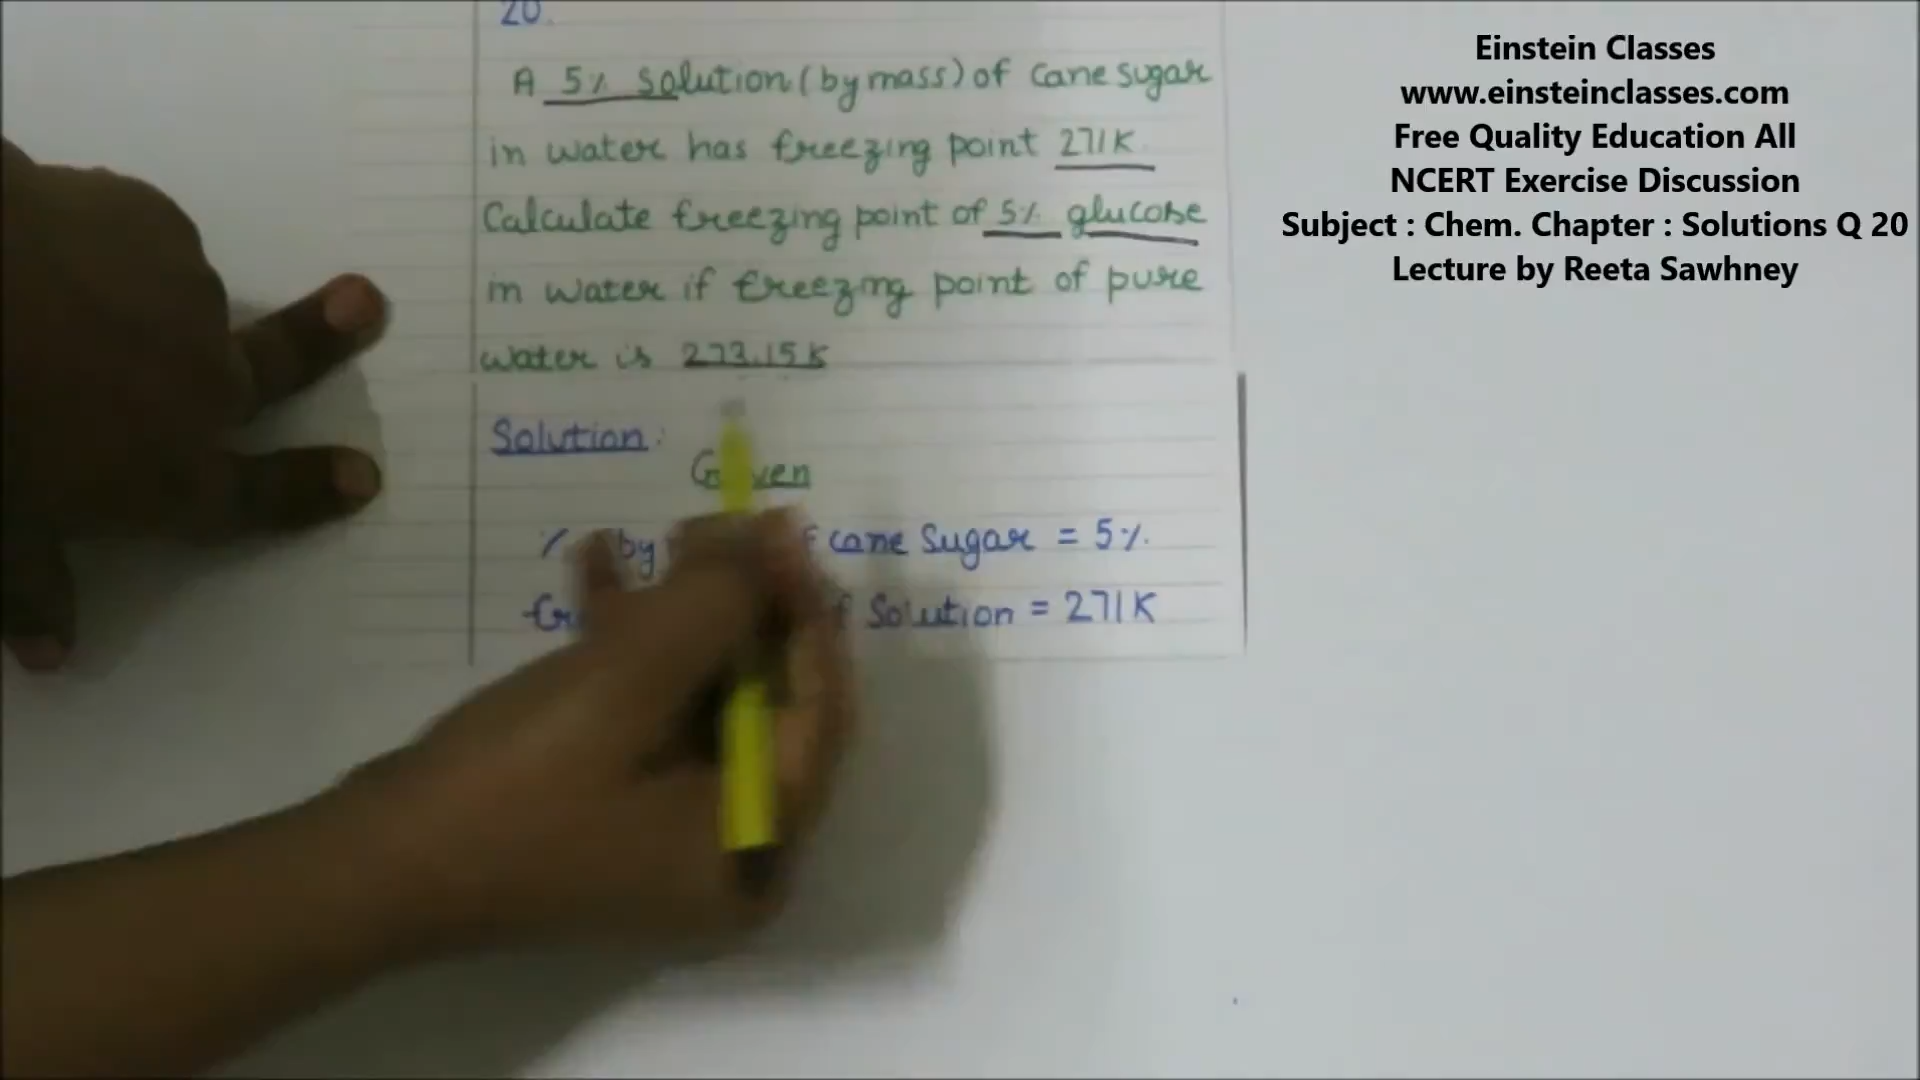 20.
A 5% solution (by mass) of cane sugar
in water has freezing point 271K
Calculate freezing point of 5% glucose
in water if freezing point of pure
water is 273.15K
Solution:
by cane Sugar = 5%.
Solution = 271K
Einstein Classes
www.einsteinclasses.com
Free Quality Education All
NCERT Exercise Discussion
Subject : Chem. Chapter : Solutions Q 20
Lecture by Reeta Sawhney